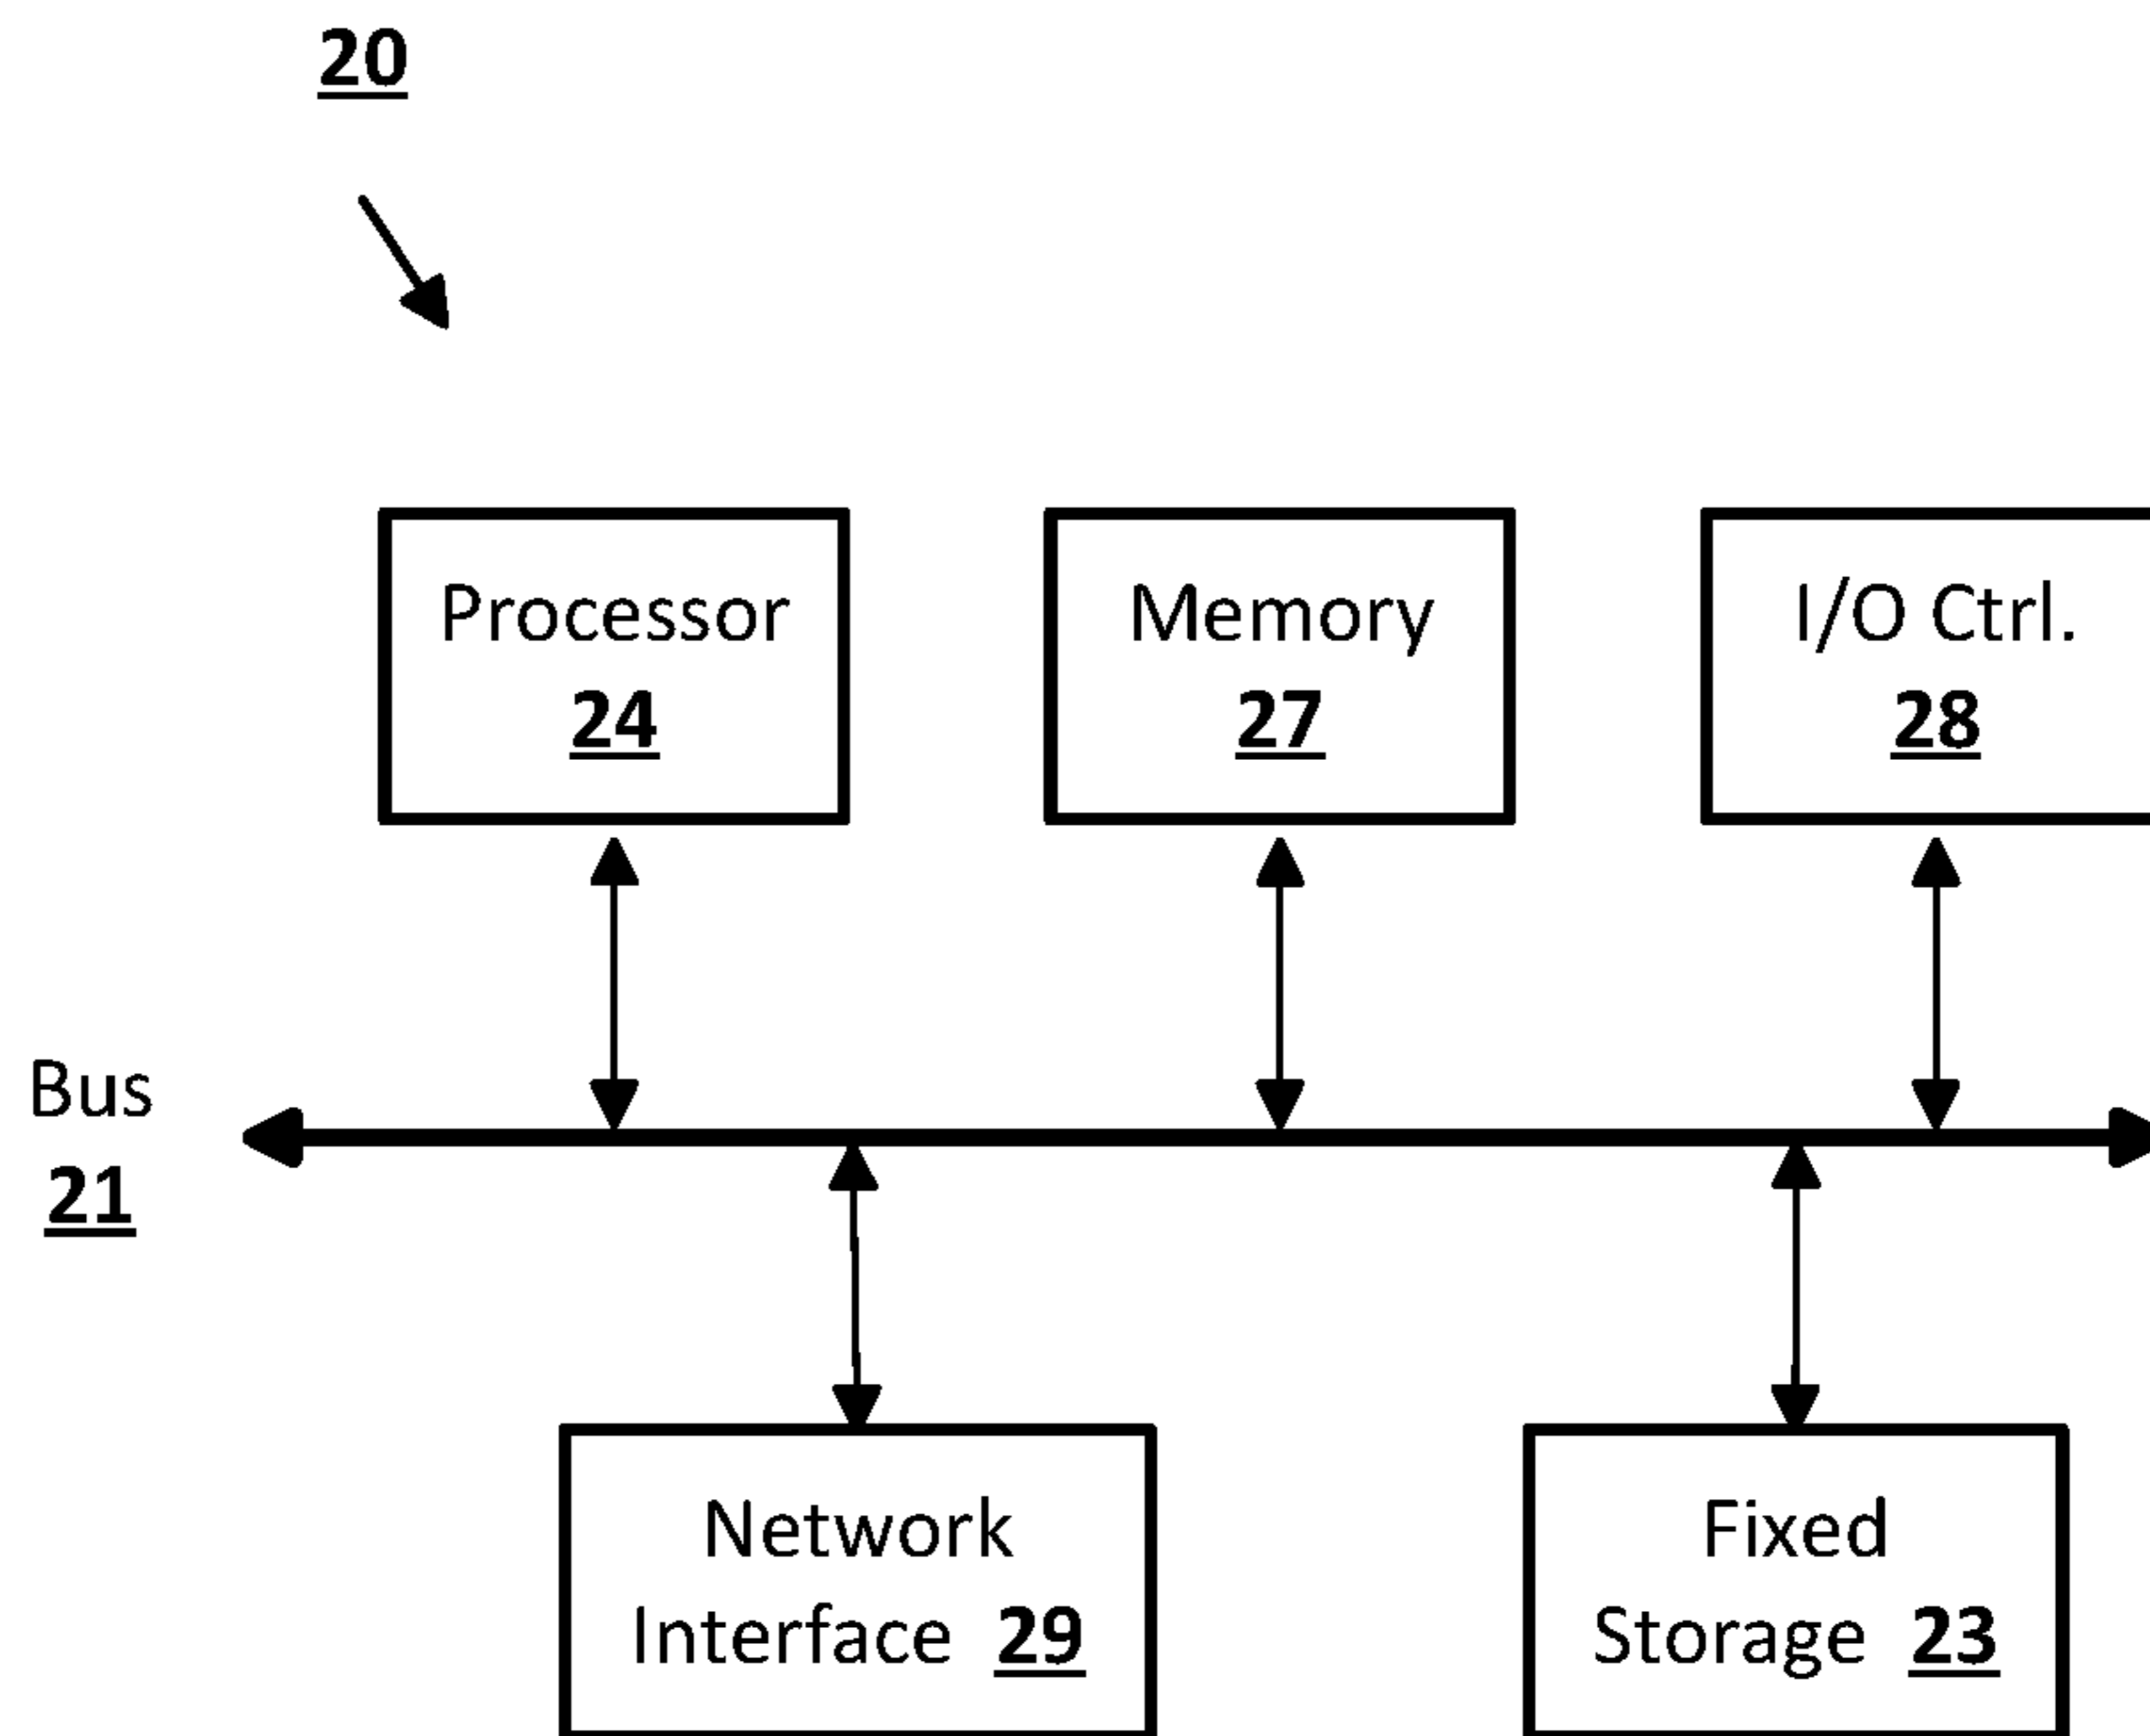 20
Processor
24
Memory
27
I/O Ctrl.
28
Bus
21
Network
Interface 29
Fixed
Storage 23